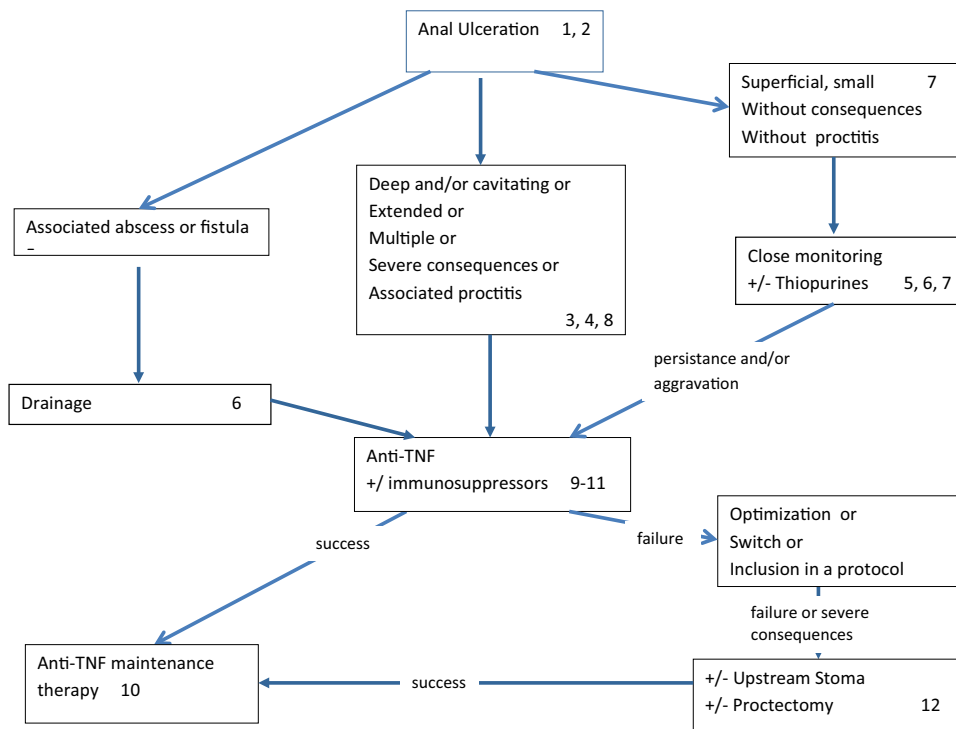 Anal Ulceration 1, 2
Superficial, small 7
Without consequences
Without proctitis
Deep and/or cavitating or
Extended or
Multiple or
Severe consequences or
Associated proctitis
3, 4, 8
Associated abscess or fistula
Close monitoring
+/- Thiopurines 5, 6, 7
persistance and/or
aggravation
Drainage 6
Anti-TNF
+/ immunosuppressors 9-11
Optimization or
Switch or
Inclusion in a protocol
success
failure
failure or severe
consequences
Anti-TNF maintenance
therapy 10
success
+/- Upstream Stoma
+/- Proctectomy 12